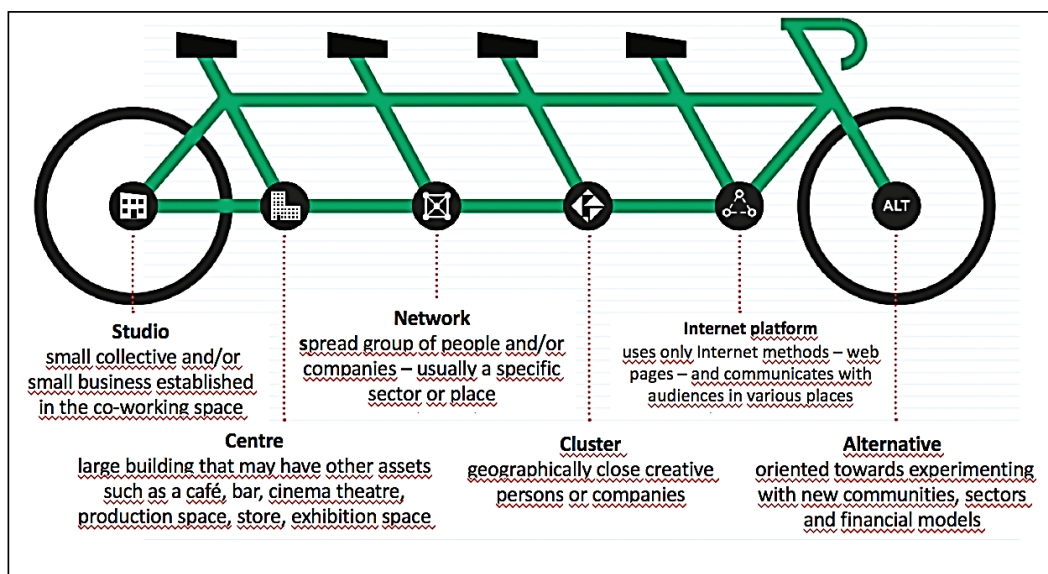 ALT
Studio
small collective and/or
small business established
in the co-working space
Centre
large building that may have other assets
such as a café, bar, cinema theatre,
production space, store, exhibition space
Network
spread group of people and/or
companies – usually a specific
sector or place
Cluster
geographically close creative
persons or companies
Internet platform
uses only Internet methods – web
pages – and communicates with
audiences in various places
Alternative
oriented towards experimenting
with new communities, sectors
and financial models